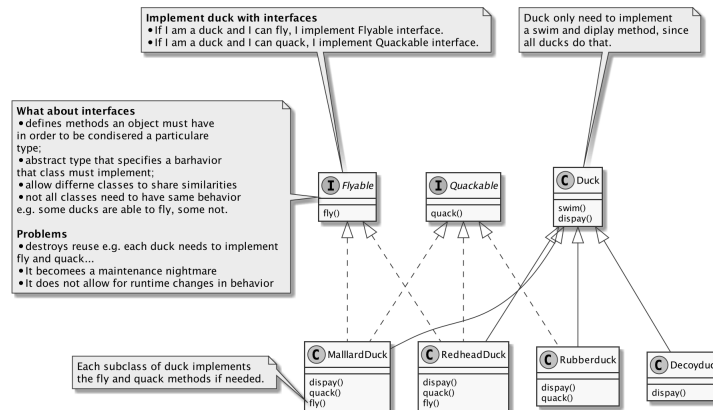 Implement duck with interfaces
• If I am a duck and I can fly, I implement Flyable interface.
• If I am a duck and I can quack, I implement Quackable interface.
Duck only need to implement
a swim and diplay method, since
all ducks do that.
What about interfaces
• defines methods an object must have
in order to be condisered a particulare
type;
• abstract type that specifies a barhavior
that class must implement;
• allow differne classes to share similarities
• not all classes need to have same behavior
e.g. some ducks are able to fly, some not.
Problems
• destroys reuse e.g. each duck needs to implement
fly and quack...
• It becomees a maintenance nightmare
• It does not allow for runtime changes in behavior
I Flyable
fly()
I Quackable
quack()
C Duck
swim()
dispay()
Each subclass of duck implements
the fly and quack methods if needed.
C MalllardDuck
dispay()
quack()
fly()
C RedheadDuck
dispay()
quack()
fly()
C Rubberduck
dispay()
quack()
C Decoyduc
dispay()